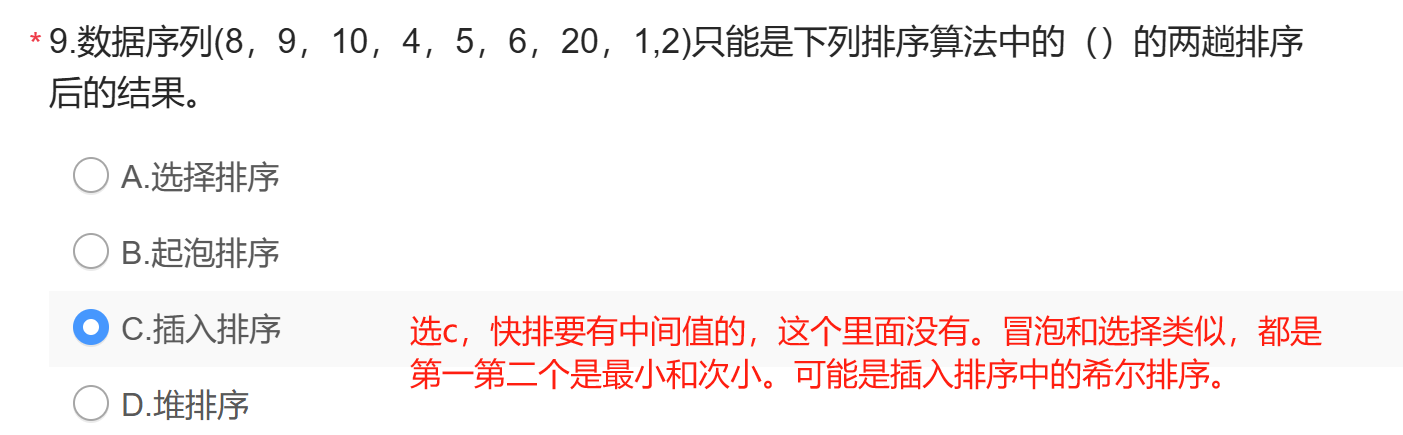 *9.数据序列(8，9，10，4，5，6，20，1,2)只能是下列排序算法中的（）的两趟排序
后的结果。
A.选择排序
B.起泡排序
C.插入排序
选c，快排要有中间值的，这个里面没有。冒泡和选择类似，都是
第一第二个是最小和次小。可能是插入排序中的希尔排序。
D.堆排序